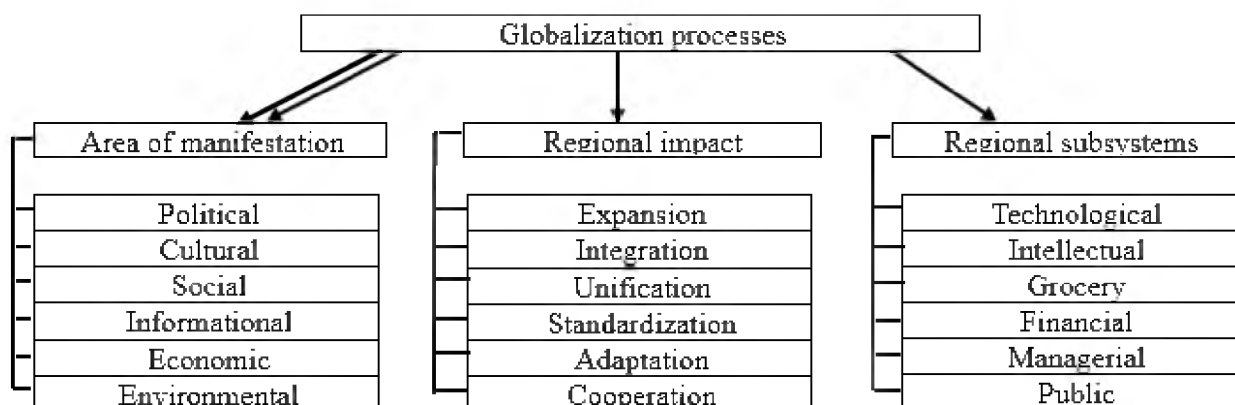 Globalization processes
Area of manifestation
Regional impact
Regional subsystems
Political
Cultural
Social
Informational
Economic
Environmental
Expansion
Integration
Unification
Standardization
Adaptation
Cooperation
Technological
Intellectual
Grocery
Financial
Managerial
Public